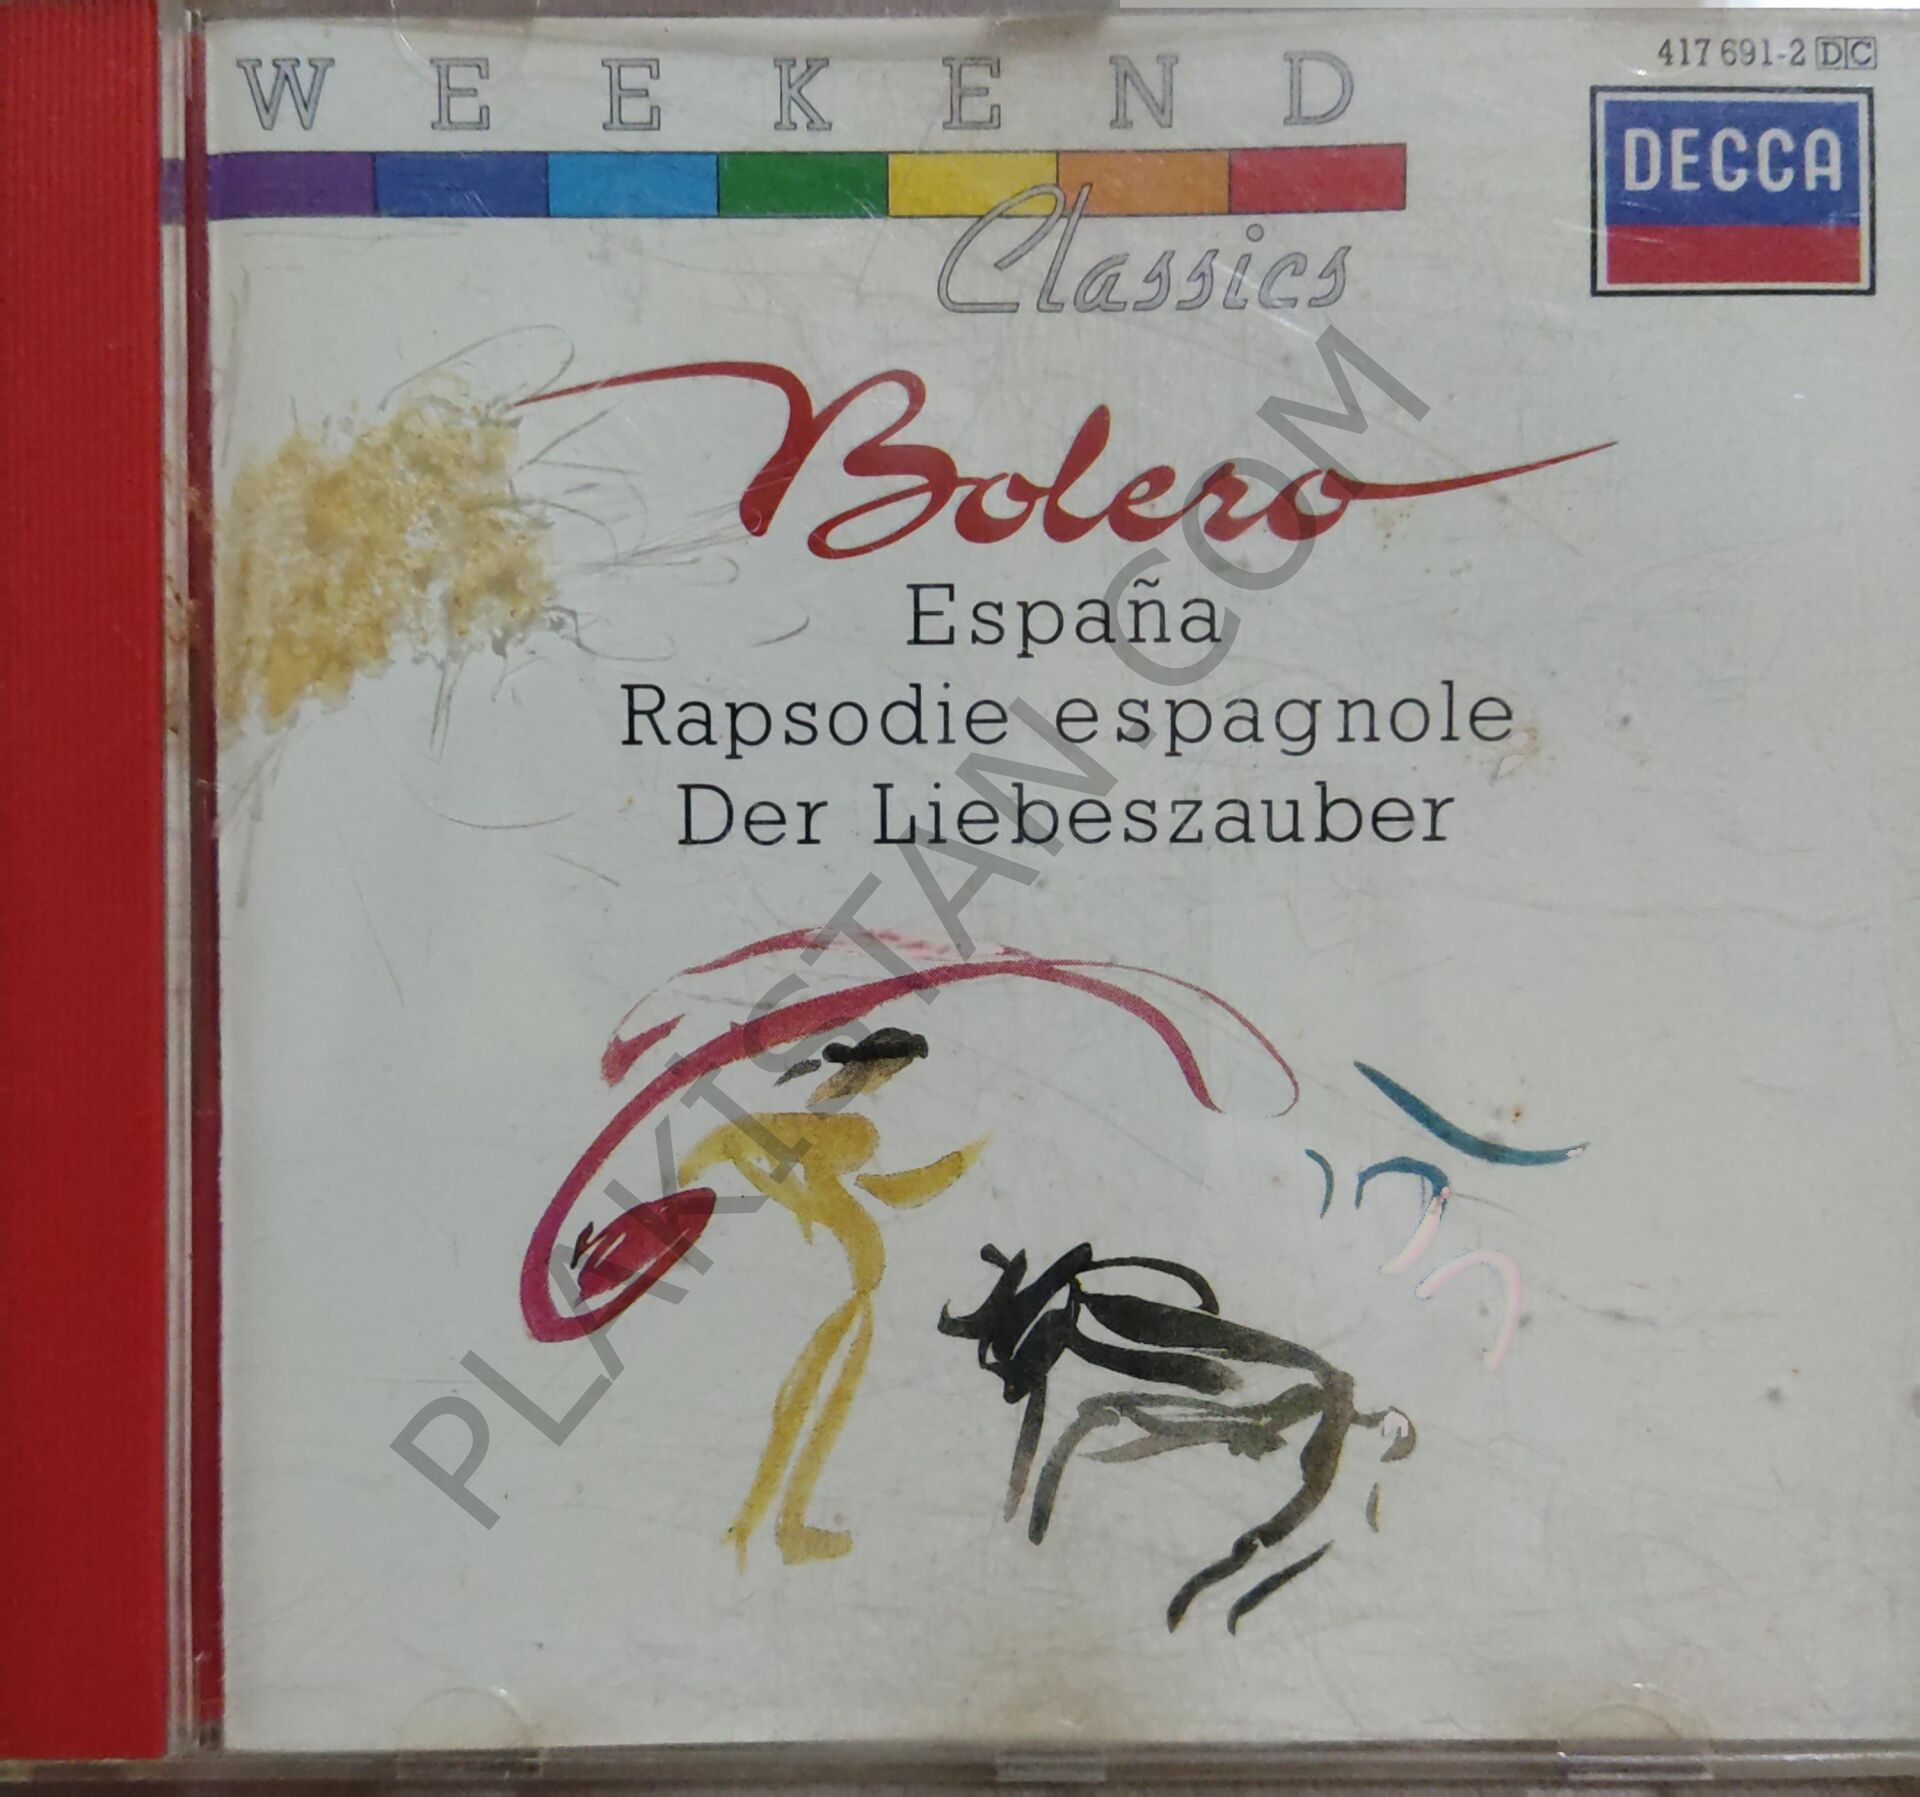 WEEKEND
Classics
417 691-2 DC
DECCA
Bolero
España
Rapsodie espagnole
Der Liebeszauber
PLAKISTAN.COM